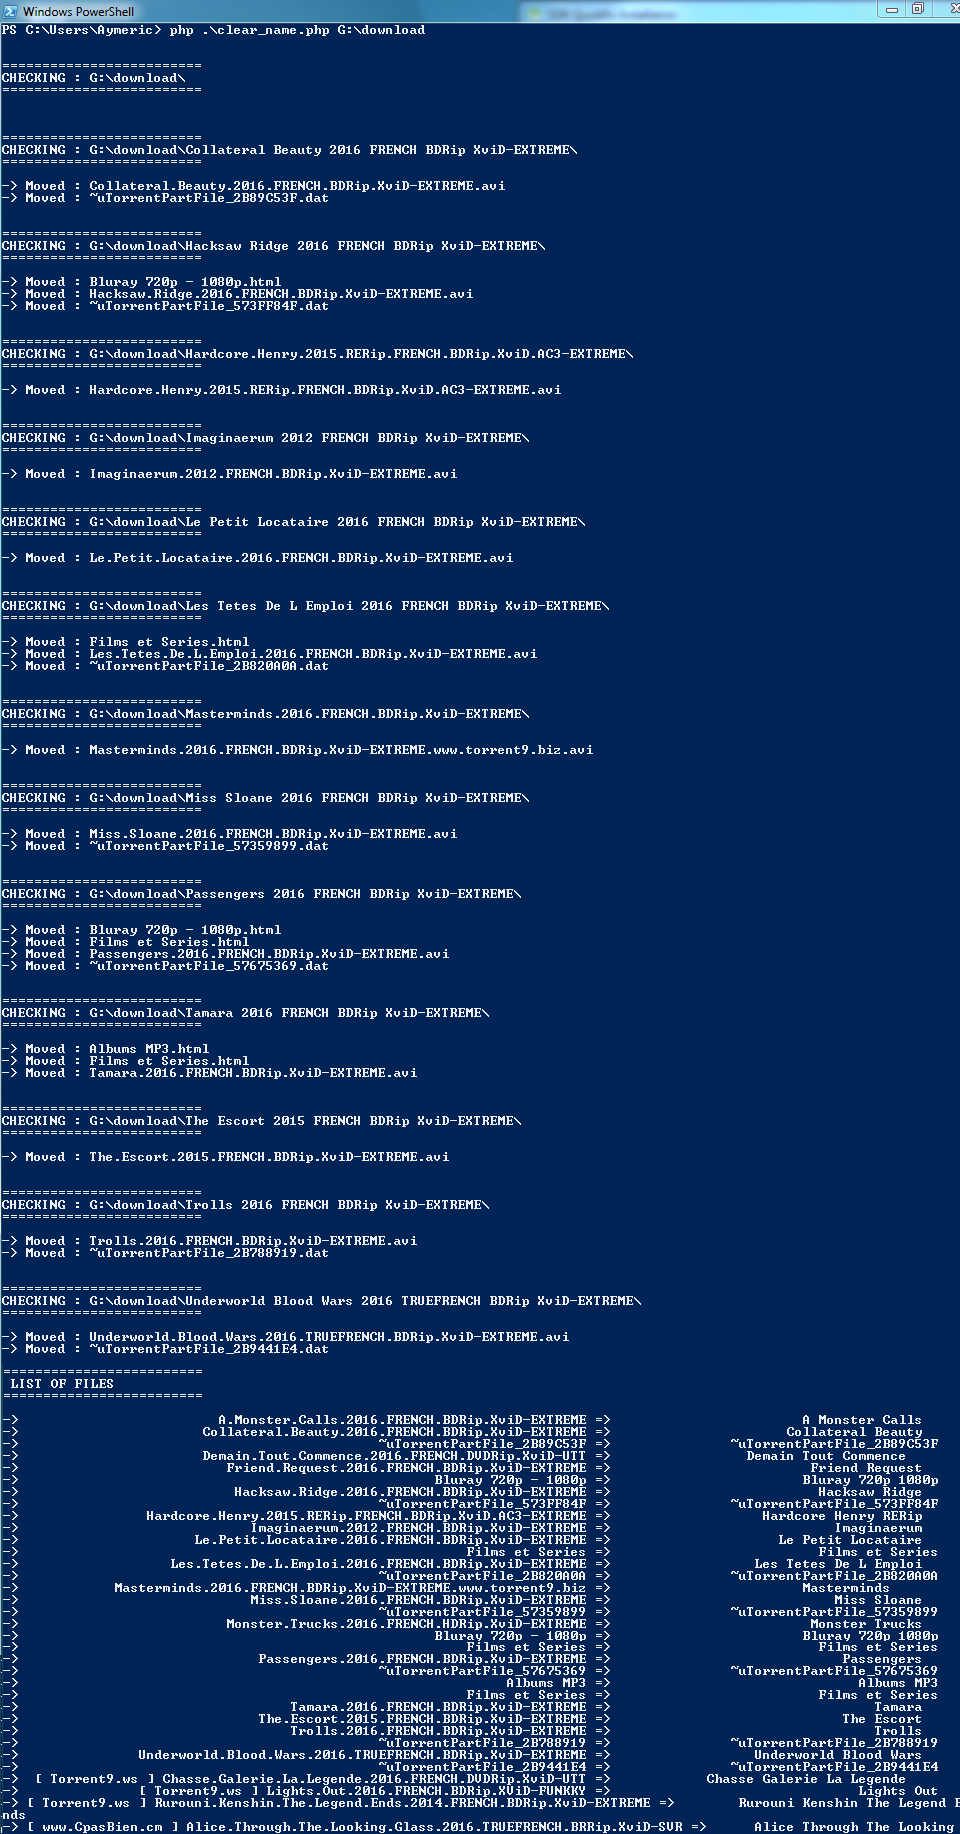 Windows PowerShell
PS C:\Users\Aymeric> php .\clear_name.php G:\download
=========================
CHECKING : G:\download\
=========================
=========================
CHECKING : G:\download\Collateral Beauty 2016 FRENCH BDRip XviD-EXTREME\
=========================
-> Moved : Collateral.Beauty.2016.FRENCH.BDRip.XviD-EXTREME.avi
-> Moved : ~uTorrentPartFile_2B89C53F.dat
=========================
CHECKING : G:\download\Hacksaw Ridge 2016 FRENCH BDRip XviD-EXTREME\
=========================
-> Moved : Bluray 720p - 1080p.html
-> Moved : Hacksaw.Ridge.2016.FRENCH.BDRip.XviD-EXTREME.avi
-> Moved : ~uTorrentPartFile_573FF84F.dat
=========================
CHECKING : G:\download\Hardcore.Henry.2015.RERip.FRENCH.BDRip.XviD.AC3-EXTREME\
=========================
-> Moved : Hardcore.Henry.2015.RERip.FRENCH.BDRip.XviD.AC3-EXTREME.avi
=========================
CHECKING : G:\download\Imaginaerum 2012 FRENCH BDRip XviD-EXTREME\
=========================
-> Moved : Imaginaerum.2012.FRENCH.BDRip.XviD-EXTREME.avi
=========================
CHECKING : G:\download\Le Petit Locataire 2016 FRENCH BDRip XviD-EXTREME\
=========================
-> Moved : Le.Petit.Locataire.2016.FRENCH.BDRip.XviD-EXTREME.avi
=========================
CHECKING : G:\download\Les Tetes De L Emploi 2016 FRENCH BDRip XviD-EXTREME\
=========================
-> Moved : Films et Series.html
-> Moved : Les.Tetes.De.L.Emploi.2016.FRENCH.BDRip.XviD-EXTREME.avi
-> Moved : ~uTorrentPartFile_2B820A0A.dat
=========================
CHECKING : G:\download\Masterminds.2016.FRENCH.BDRip.XviD-EXTREME\
=========================
-> Moved : Masterminds.2016.FRENCH.BDRip.XviD-EXTREME.www.torrent9.biz.avi
=========================
CHECKING : G:\download\Miss Sloane 2016 FRENCH BDRip XviD-EXTREME\
=========================
-> Moved : Miss.Sloane.2016.FRENCH.BDRip.XviD-EXTREME.avi
-> Moved : ~uTorrentPartFile_57359899.dat
=========================
CHECKING : G:\download\Passengers 2016 FRENCH BDRip XviD-EXTREME\
=========================
-> Moved : Bluray 720p - 1080p.html
-> Moved : Films et Series.html
-> Moved : Passengers.2016.FRENCH.BDRip.XviD-EXTREME.avi
-> Moved : ~uTorrentPartFile_57675369.dat
=========================
CHECKING : G:\download\Tamara 2016 FRENCH BDRip XviD-EXTREME\
=========================
-> Moved : Albums MP3.html
-> Moved : Films et Series.html
-> Moved : Tamara.2016.FRENCH.BDRip.XviD-EXTREME.avi
=========================
CHECKING : G:\download\The Escort 2015 FRENCH BDRip XviD-EXTREME\
=========================
-> Moved : The.Escort.2015.FRENCH.BDRip.XviD-EXTREME.avi
=========================
CHECKING : G:\download\Trolls 2016 FRENCH BDRip XviD-EXTREME\
=========================
-> Moved : Trolls.2016.FRENCH.BDRip.XviD-EXTREME.avi
-> Moved : ~uTorrentPartFile_2B788919.dat
=========================
CHECKING : G:\download\Underworld Blood Wars 2016 TRUEFRENCH BDRip XviD-EXTREME\
=========================
-> Moved : Underworld.Blood.Wars.2016.TRUEFRENCH.BDRip.XviD-EXTREME.avi
-> Moved : ~uTorrentPartFile_2B9441E4.dat
=========================
LIST OF FILES
=========================
-> A.Monster.Calls.2016.FRENCH.BDRip.XviD-EXTREME => A Monster Calls
-> Collateral.Beauty.2016.FRENCH.BDRip.XviD-EXTREME => Collateral Beauty
-> ~uTorrentPartFile_2B89C53F => ~uTorrentPartFile_2B89C53F
-> Demain.Tout.Commence.2016.FRENCH.DVDRip.XviD-UTT => Demain Tout Commence
-> Friend.Request.2016.FRENCH.BDRip.XviD-EXTREME => Friend Request
-> Bluray 720p - 1080p => Bluray 720p 1080p
-> Hacksaw.Ridge.2016.FRENCH.BDRip.XviD-EXTREME => Hacksaw Ridge
-> ~uTorrentPartFile_573FF84F => ~uTorrentPartFile_573FF84F
-> Hardcore.Henry.2015.RERip.FRENCH.BDRip.XviD.AC3-EXTREME => Hardcore Henry RERip
-> Imaginaerum.2012.FRENCH.BDRip.XviD-EXTREME => Imaginaerum
-> Le.Petit.Locataire.2016.FRENCH.BDRip.XviD-EXTREME => Le Petit Locataire
-> Films et Series => Films et Series
-> Les.Tetes.De.L.Emploi.2016.FRENCH.BDRip.XviD-EXTREME => Les Tetes De L Emploi
-> ~uTorrentPartFile_2B820A0A => ~uTorrentPartFile_2B820A0A
-> Masterminds.2016.FRENCH.BDRip.XviD-EXTREME.www.torrent9.biz => Masterminds
-> Miss.Sloane.2016.FRENCH.BDRip.XviD-EXTREME => Miss Sloane
-> ~uTorrentPartFile_57359899 => ~uTorrentPartFile_57359899
-> Monster.Trucks.2016.FRENCH.HDRip.XviD-EXTREME => Monster Trucks
-> Bluray 720p - 1080p => Bluray 720p 1080p
-> Films et Series => Films et Series
-> Passengers.2016.FRENCH.BDRip.XviD-EXTREME => Passengers
-> ~uTorrentPartFile_57675369 => ~uTorrentPartFile_57675369
-> Albums MP3 => Albums MP3
-> Films et Series => Films et Series
-> Tamara.2016.FRENCH.BDRip.XviD-EXTREME => Tamara
-> The.Escort.2015.FRENCH.BDRip.XviD-EXTREME => The Escort
-> Trolls.2016.FRENCH.BDRip.XviD-EXTREME => Trolls
-> ~uTorrentPartFile_2B788919 => ~uTorrentPartFile_2B788919
-> Underworld.Blood.Wars.2016.TRUEFRENCH.BDRip.XviD-EXTREME => Underworld Blood Wars
-> ~uTorrentPartFile_2B9441E4 => ~uTorrentPartFile_2B9441E4
-> [ Torrent9.ws ] Chasse.Galerie.La.Legende.2016.FRENCH.DVDRip.XviD-UTT => Chasse Galerie La Legende
-> [ Torrent9.ws ] Lights.Out.2016.FRENCH.BDRip.XViD-FUNKKY => Lights Out
-> [ Torrent9.ws ] Rurouni.Kenshin.The.Legend.Ends.2014.FRENCH.BDRip.XviD-EXTREME => Rurouni Kenshin The Legend E
nds
-> [ www.CpasBien.cm ] Alice.Through.The.Looking.Glass.2016.TRUEFRENCH.BRRip.XviD-SVR => Alice Through The Looking